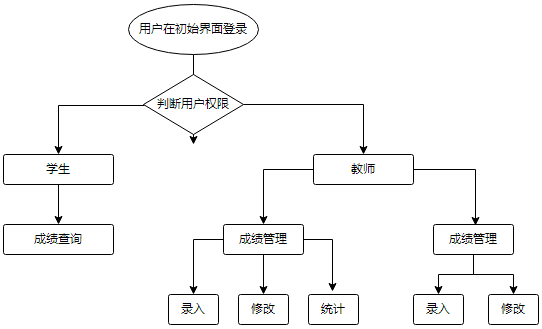 用户在初始界面登录
判断用户权限
学生
教师
成绩查询
成绩管理
成绩管理
录入
修改
统计
录入
修改